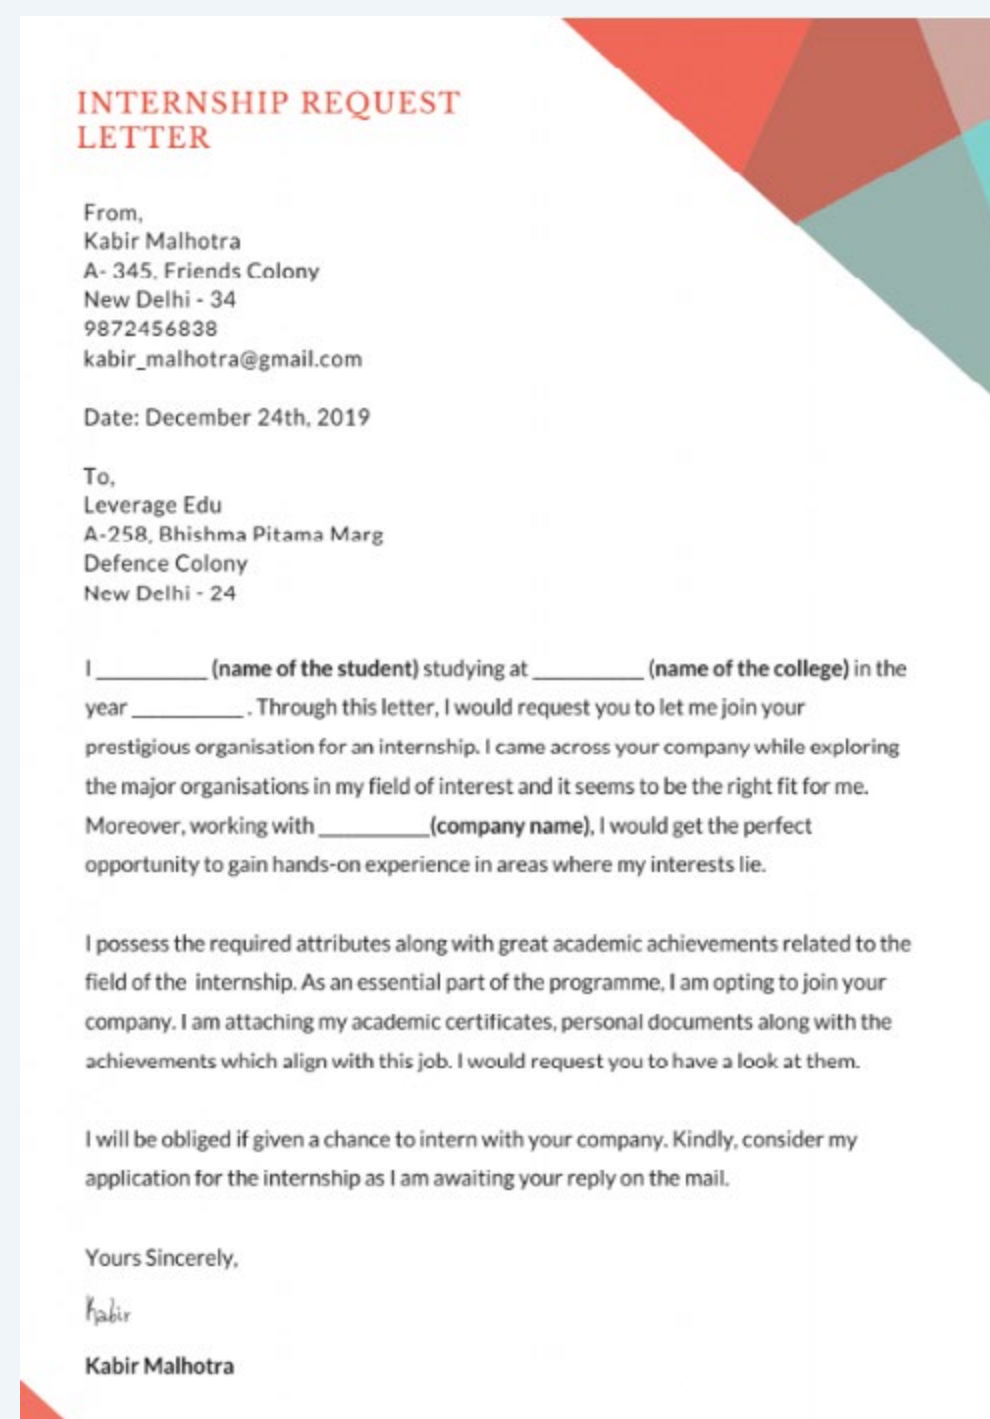 INTERNSHIP REQUEST
LETTER
From,
Kabir Malhotra
A- 345, Friends Colony
New Delhi - 34
9872456838
kabir_malhotra@gmail.com
Date: December 24th, 2019
To,
Leverage Edu
A-258, Bhishma Pitama Marg
Defence Colony
New Delhi - 24
I __________ (name of the student) studying at __________ (name of the college) in the
year __________ . Through this letter, I would request you to let me join your
prestigious organisation for an internship. I came across your company while exploring
the major organisations in my field of interest and it seems to be the right fit for me.
Moreover, working with __________(company name), I would get the perfect
opportunity to gain hands-on experience in areas where my interests lie.
I possess the required attributes along with great academic achievements related to the
field of the internship. As an essential part of the programme, I am opting to join your
company. I am attaching my academic certificates, personal documents along with the
achievements which align with this job. I would request you to have a look at them.
I will be obliged if given a chance to intern with your company. Kindly, consider my
application for the internship as I am awaiting your reply on the mail.
Yours Sincerely,
Kabir
Kabir Malhotra